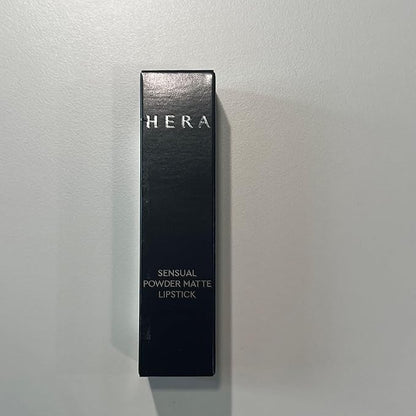 HERA
SENSUAL
POWDER MATTE
LIPSTICK